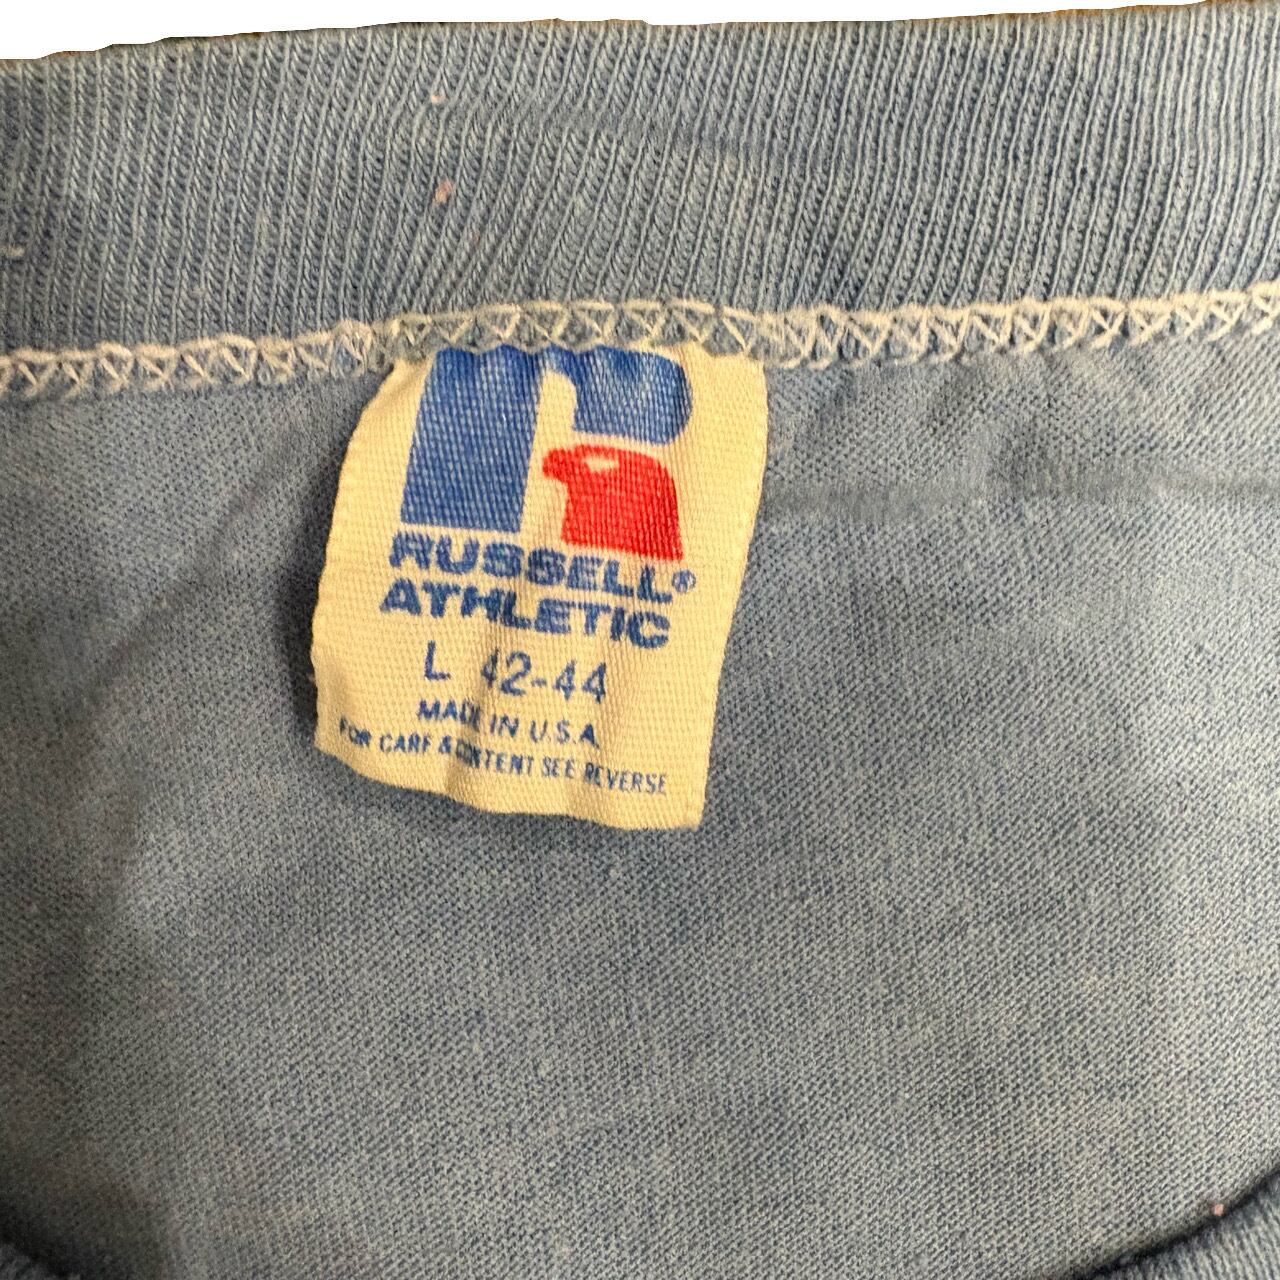 RUSSELL®
ATHLETIC
L 42-44
MADE IN U.S.A.
FOR CARE & CONTENT SEE REVERSE